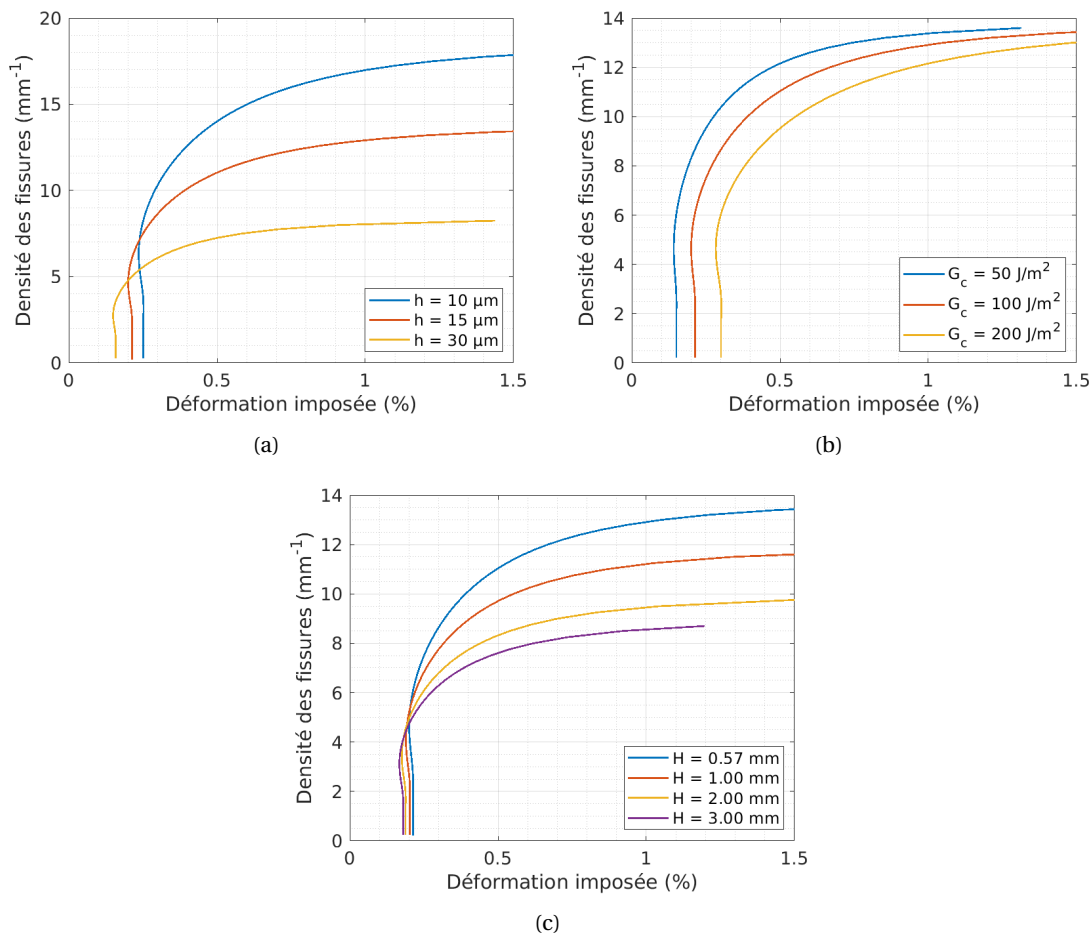 20
15
10
5
0
Densité des fissures (mm⁻¹)
h = 10 µm
h = 15 µm
h = 30 µm
0 0.5 1 1.5
Déformation imposée (%)
(a)
14
12
10
8
6
4
2
0
Densité des fissures (mm⁻¹)
G_c = 50 J/m²
G_c = 100 J/m²
G_c = 200 J/m²
0 0.5 1 1.5
Déformation imposée (%)
(b)
14
12
10
8
6
4
2
0
Densité des fissures (mm⁻¹)
H = 0.57 mm
H = 1.00 mm
H = 2.00 mm
H = 3.00 mm
0 0.5 1 1.5
Déformation imposée (%)
(c)